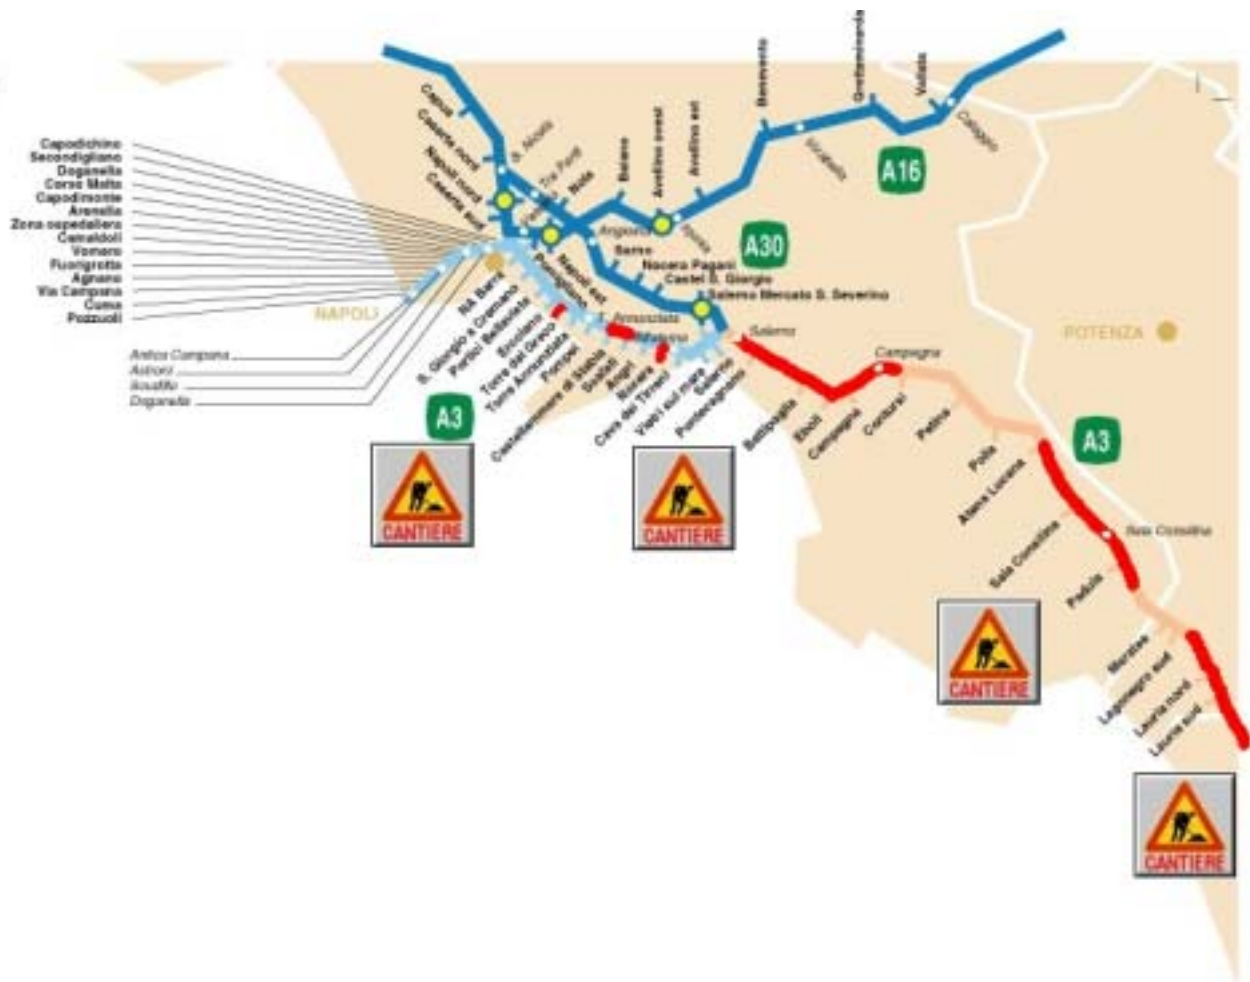 Capua
Caserta nord
Napoli nord
Caserta sud
Nola
Baiano
Avellino ovest
Avellino est
Benevento
Grottaminarda
Vallata
Calaggio
A16
A30
Sarno
Nocera Pagani
Castel S. Giorgio
Salerno Mercato S. Severino
Capodichino
Secondigliano
Doganella
Corso Malta
Capodimonte
Arenella
Zona ospedaliera
Camaldoli
Vomero
Fuorigrotta
Agnano
Via Campana
Cuma
Pozzuoli
NAPOLI
Antica Campana
Astroni
Doganella
Pomigliano
Napoli est
NA Barra
S. Giorgio a Cremano
Portici Bellavista
Ercolano
Torre del Greco
Torre Annunziata
Pompei
Castellammare di Stabia
Scafati
Angri
Nocera
Cava dei Tirreni
Vietri sul mare
Salerno
Pontecagnano
T. Annunziata
Salerno
Battipaglia
Eboli
Campagna
Contursi
Campagna
Petina
Polla
Atena Lucana
Sala Consilina
Sala Consilina
Padula
Lagonegro sud
Lauria nord
Lauria sud
POTENZA
A3
A3
CANTIERE
CANTIERE
CANTIERE
CANTIERE